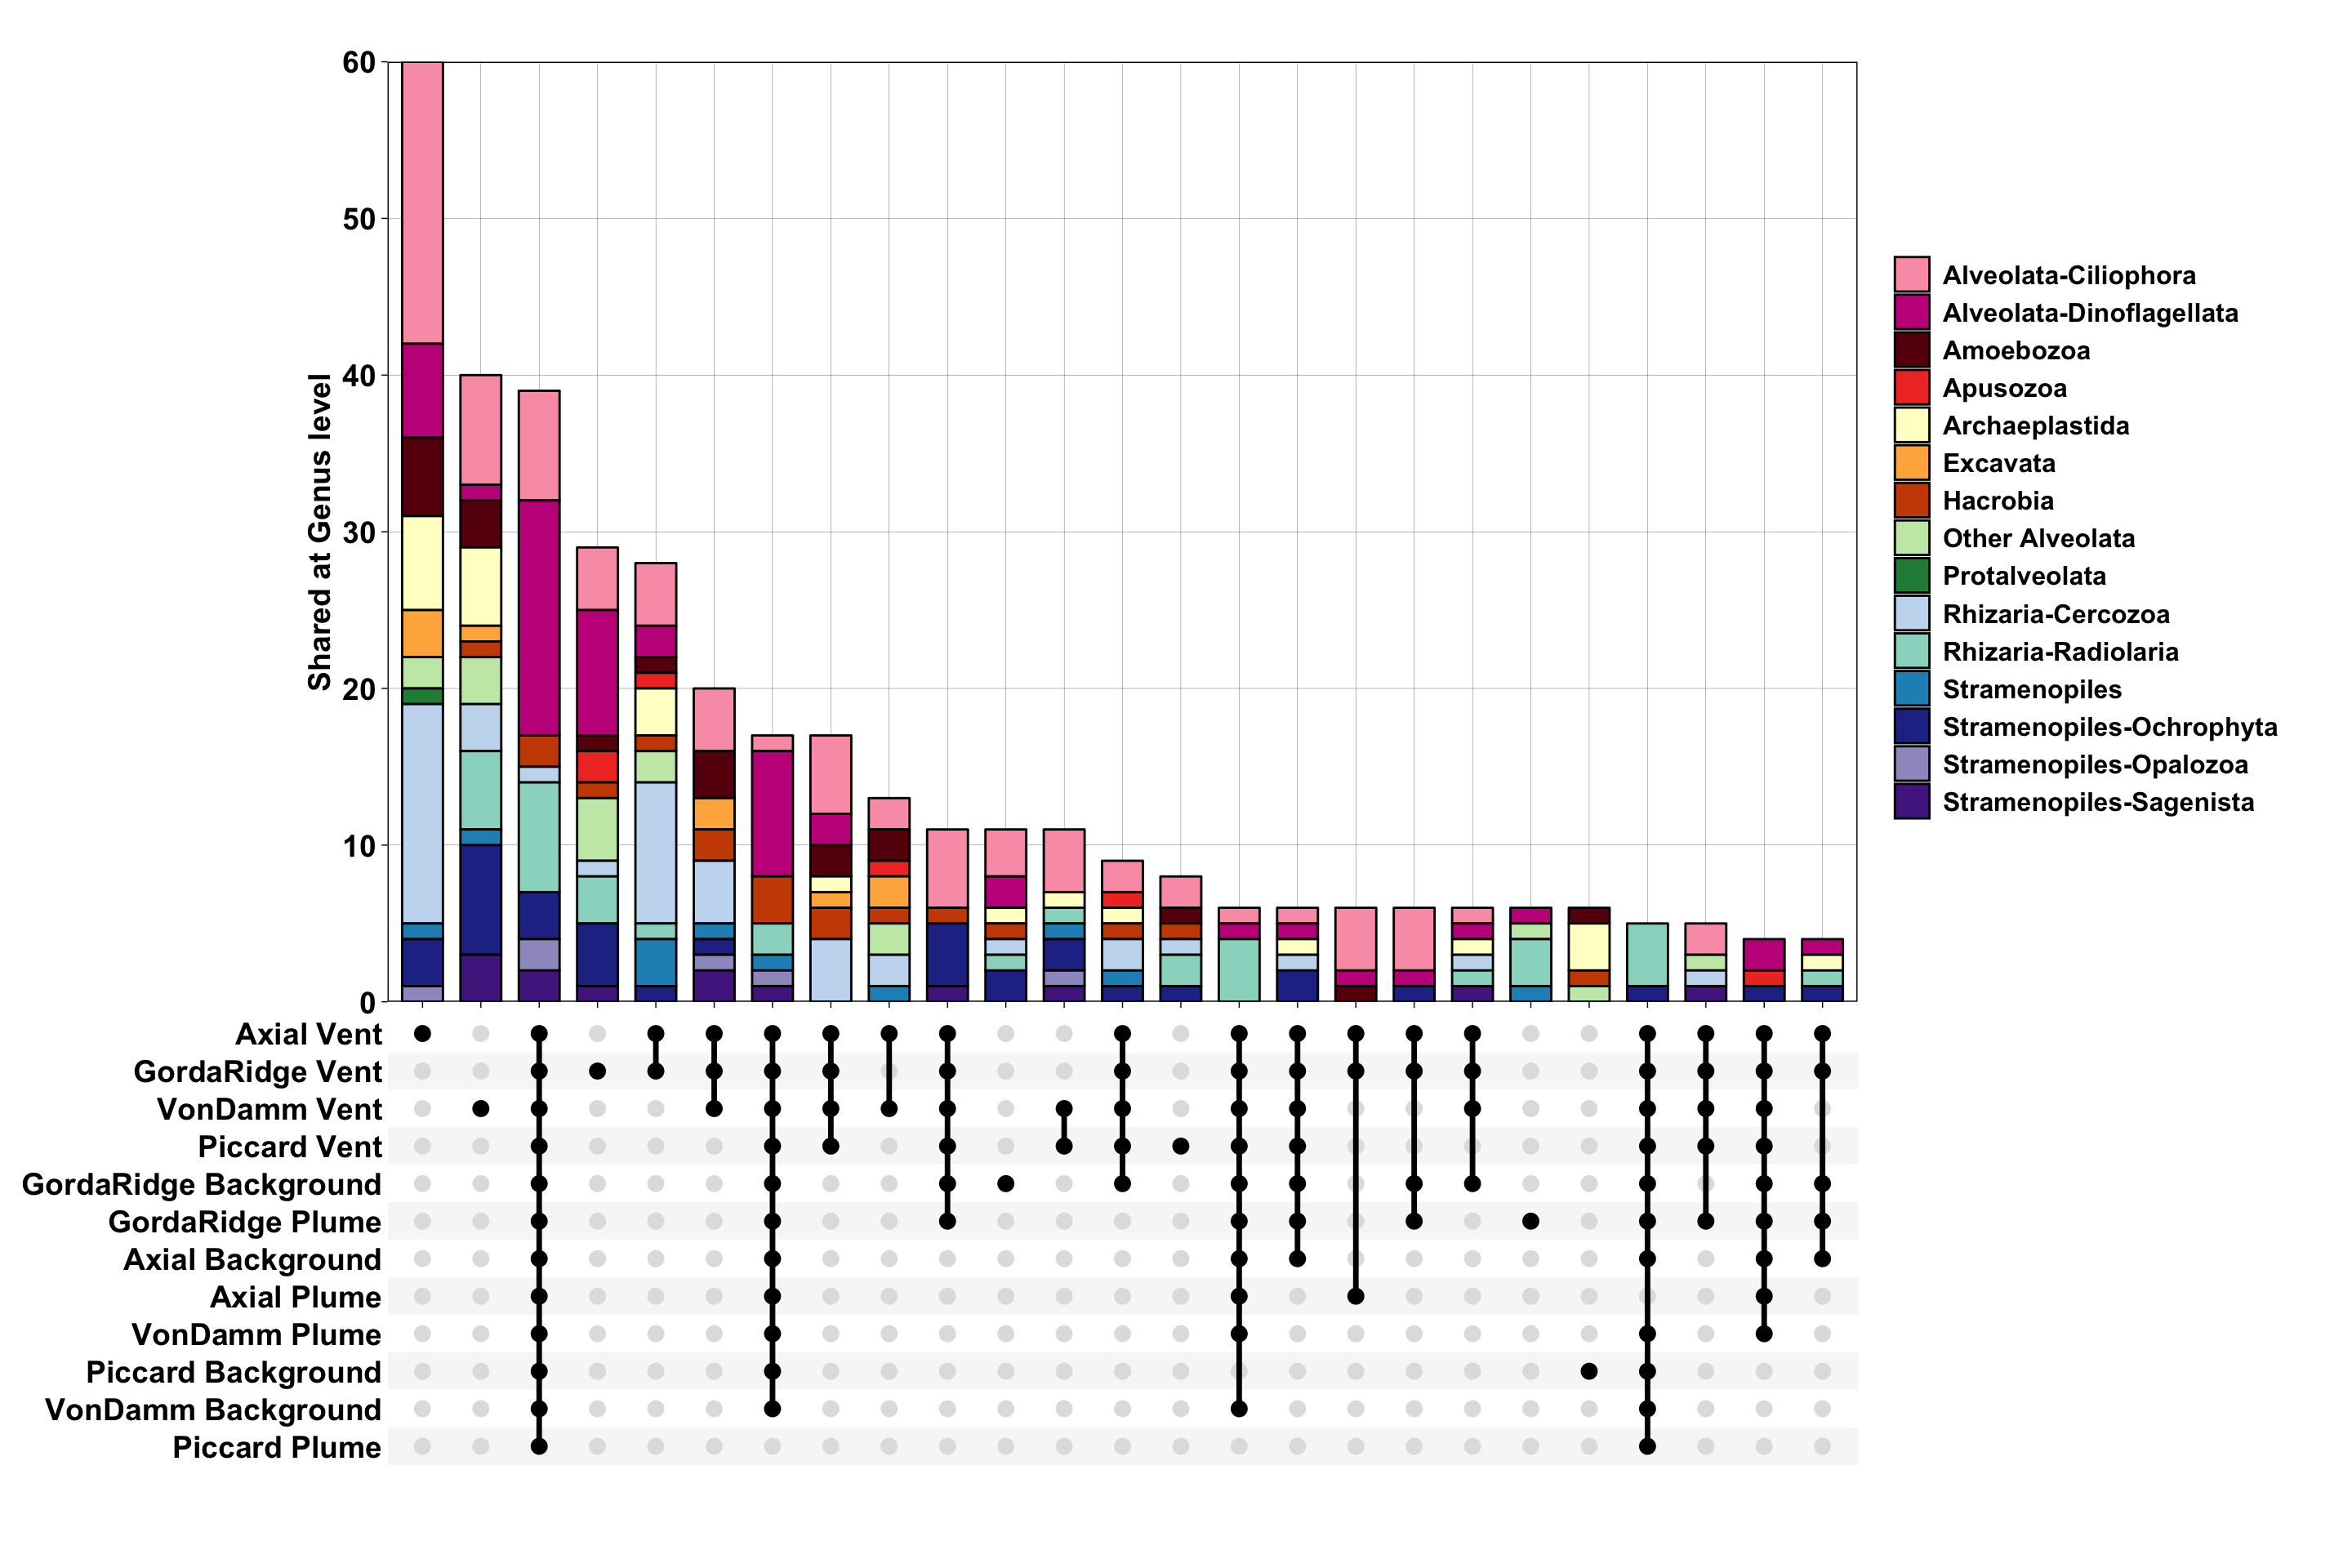 60
50
40
30
20
10
0
Shared at Genus level
Alveolata-Ciliophora
Alveolata-Dinoflagellata
Amoebozoa
Apusozoa
Archaeplastida
Excavata
Hacrobia
Other Alveolata
Protalveolata
Rhizaria-Cercozoa
Rhizaria-Radiolaria
Stramenopiles
Stramenopiles-Ochrophyta
Stramenopiles-Opalozoa
Stramenopiles-Sagenista
Axial Vent
GordaRidge Vent
VonDamm Vent
Piccard Vent
GordaRidge Background
GordaRidge Plume
Axial Background
Axial Plume
VonDamm Plume
Piccard Background
VonDamm Background
Piccard Plume